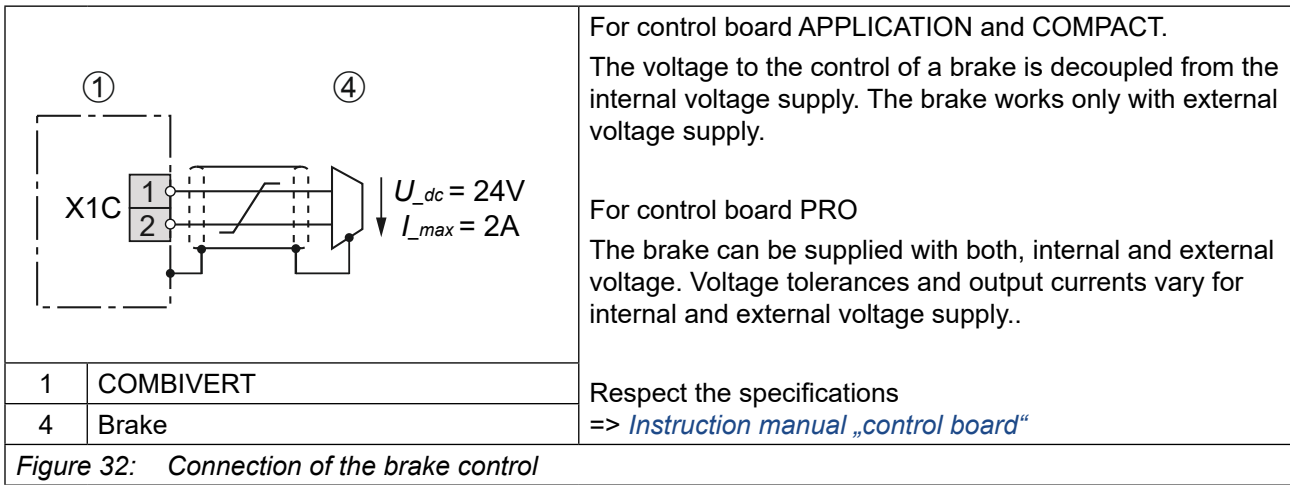 ①
④
X1C
1
2
U_dc = 24V
I_max = 2A
For control board APPLICATION and COMPACT.
The voltage to the control of a brake is decoupled from the
internal voltage supply. The brake works only with external
voltage supply.
For control board PRO
The brake can be supplied with both, internal and external
voltage. Voltage tolerances and output currents vary for
internal and external voltage supply..
Respect the specifications
=> Instruction manual „control board“
1 COMBIVERT
4 Brake
Figure 32: Connection of the brake control